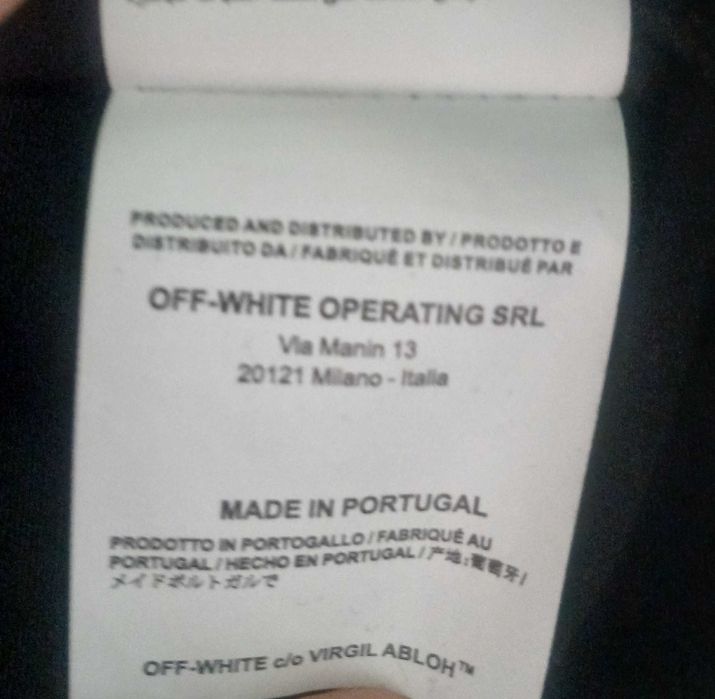 PRODUCED AND DISTRIBUTED BY / PRODOTTO E
DISTRIBUITO DA / FABRIQUÉ ET DISTRIBUÉ PAR
OFF-WHITE OPERATING SRL
Via Manin 13
20121 Milano - Italia
MADE IN PORTUGAL
PRODOTTO IN PORTOGALLO / FABRIQUÉ AU
PORTUGAL / HECHO EN PORTUGAL / 产地:葡萄牙/
メイドポルトガルで
OFF-WHITE c/o VIRGIL ABLOH™